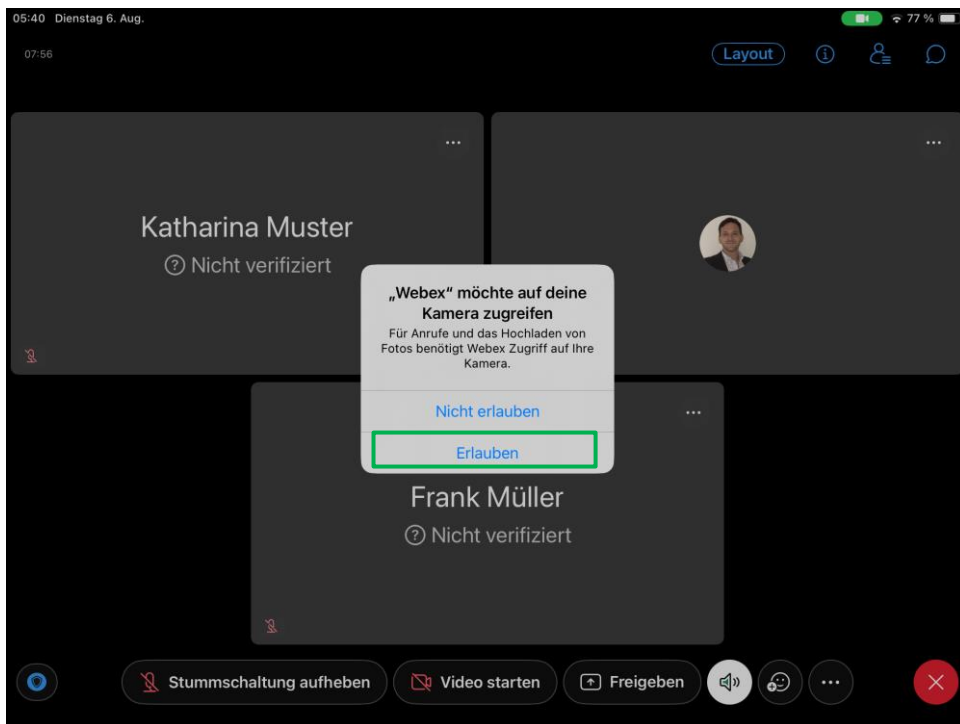 05:40 Dienstag 6. Aug.
77 %
07:56
Layout
Katharina Muster
Nicht verifiziert
„Webex“ möchte auf deine
Kamera zugreifen
Für Anrufe und das Hochladen von
Fotos benötigt Webex Zugriff auf Ihre
Kamera.
Nicht erlauben
Erlauben
Frank Müller
Nicht verifiziert
Stummschaltung aufheben
Video starten
Freigeben